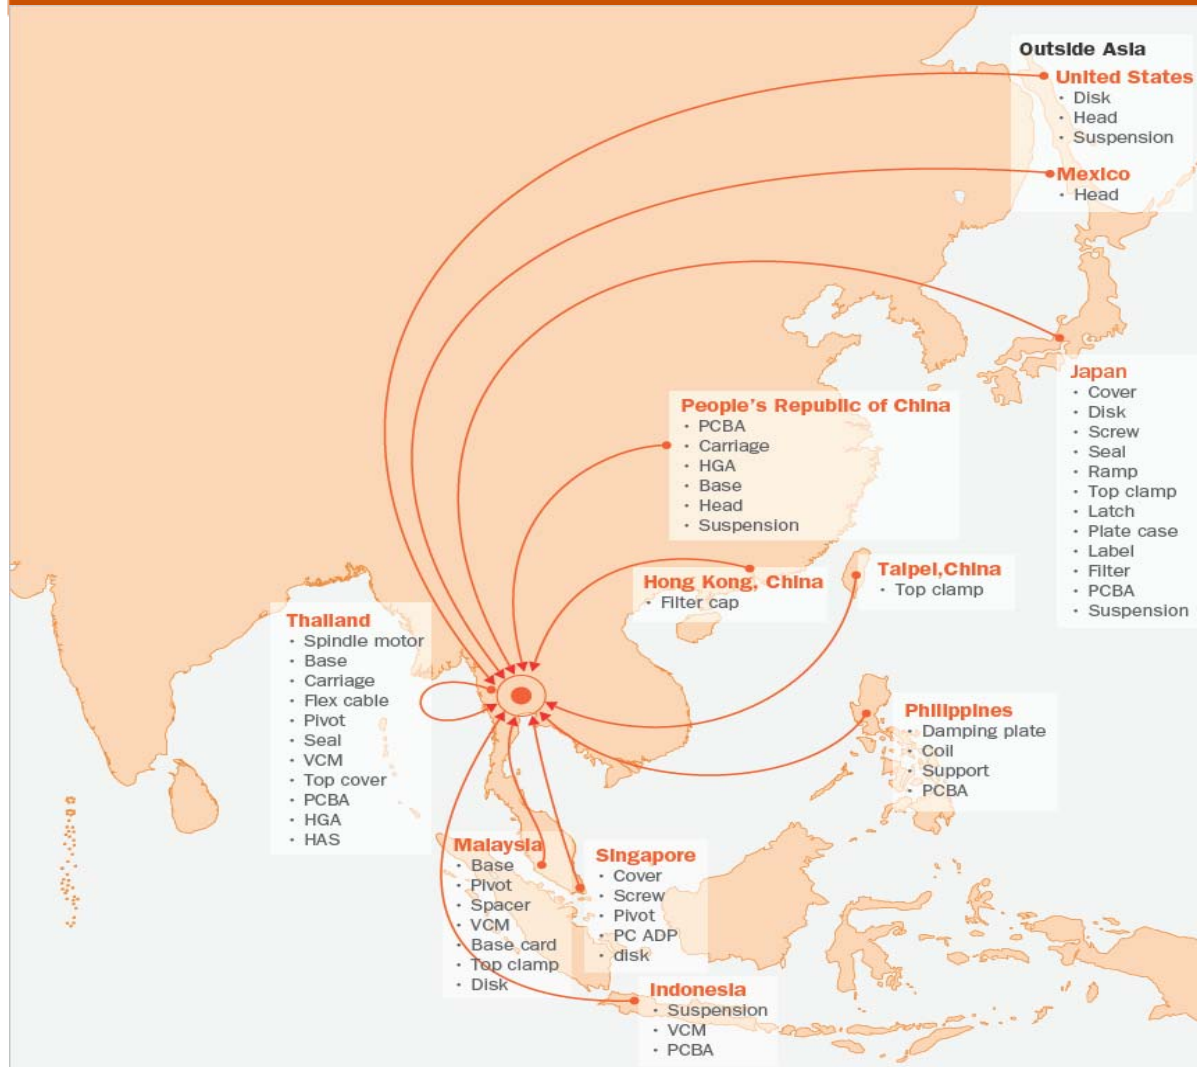 Outside Asia
United States
· Disk
· Head
· Suspension
Mexico
· Head
Japan
· Cover
· Disk
· Screw
· Seal
· Ramp
· Top clamp
· Latch
· Plate case
· Label
· Filter
· PCBA
· Suspension
People's Republic of China
· PCBA
· Carriage
· HGA
· Base
· Head
· Suspension
Hong Kong, China
· Filter cap
Taipei,China
· Top clamp
Thailand
· Spindle motor
· Base
· Carriage
· Flex cable
· Pivot
· Seal
· VCM
· Top cover
· PCBA
· HGA
· HAS
Philippines
· Damping plate
· Coil
· Support
· PCBA
Malaysia
· Base
· Pivot
· Spacer
· VCM
· Base card
· Top clamp
· Disk
Singapore
· Cover
· Screw
· Pivot
· PC ADP
· disk
Indonesia
· Suspension
· VCM
· PCBA